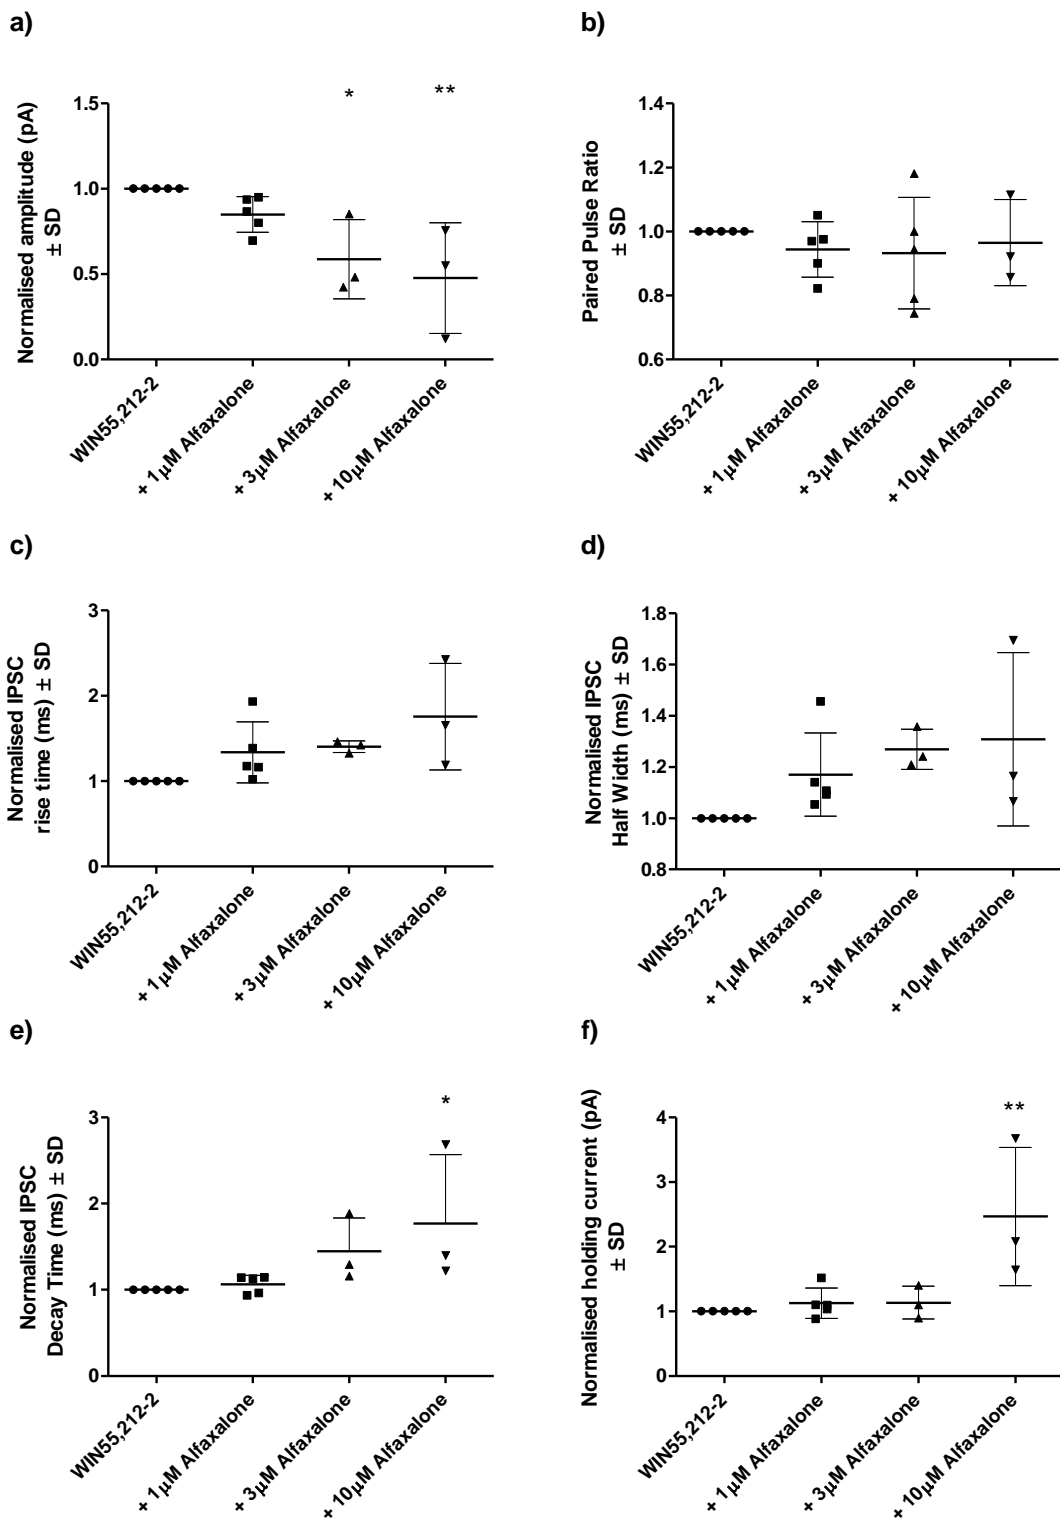 a)
Normalised amplitude (pA)
± SD
1.5
1.0
0.5
0.0
*
**
WIN55,212-2
+ 1µM Alfaxalone
+ 3µM Alfaxalone
+ 10µM Alfaxalone
b)
Paired Pulse Ratio
± SD
1.4
1.2
1.0
0.8
0.6
WIN55,212-2
+ 1µM Alfaxalone
+ 3µM Alfaxalone
+ 10µM Alfaxalone
c)
Normalised IPSC
rise time (ms) ± SD
3
2
1
0
WIN55,212-2
+ 1µM Alfaxalone
+ 3µM Alfaxalone
+ 10µM Alfaxalone
d)
Normalised IPSC
Half Width (ms) ± SD
1.8
1.6
1.4
1.2
1.0
0.8
WIN55,212-2
+ 1µM Alfaxalone
+ 3µM Alfaxalone
+ 10µM Alfaxalone
e)
Normalised IPSC
Decay Time (ms) ± SD
3
2
1
0
*
WIN55,212-2
+ 1µM Alfaxalone
+ 3µM Alfaxalone
+ 10µM Alfaxalone
f)
Normalised holding current (pA)
± SD
4
3
2
1
0
**
WIN55,212-2
+ 1µM Alfaxalone
+ 3µM Alfaxalone
+ 10µM Alfaxalone